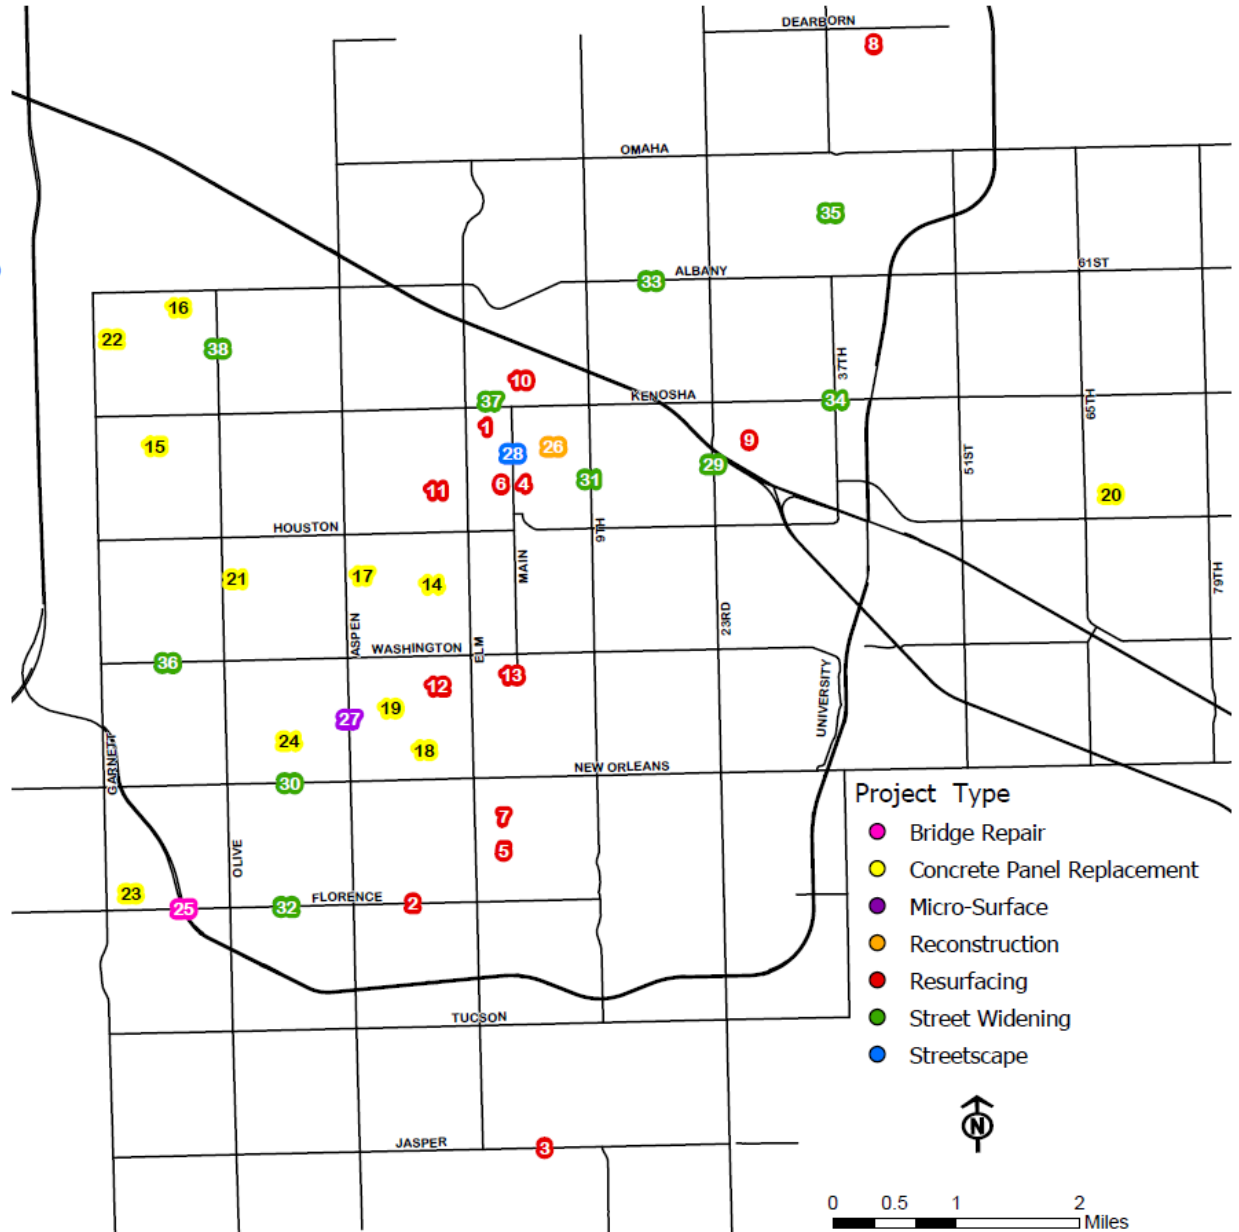 DEARBORN
8
OMAHA
35
ALBANY
61ST
33
16
22
38
37TH
10
KENOSHA
37
34
65TH
1
15
28
26
9
51ST
29
31
6
4
11
20
HOUSTON
9TH
MAIN
79TH
21
17
14
23RD
ASPEN
ELM
WASHINGTON
36
13
12
UNIVERSITY
19
27
24
18
GARNETT
NEW ORLEANS
30
7
5
OLIVE
23
FLORENCE
25
32
2
TUCSON
JASPER
3
Project Type
Bridge Repair
Concrete Panel Replacement
Micro-Surface
Reconstruction
Resurfacing
Street Widening
Streetscape
N
0 0.5 1 2
Miles